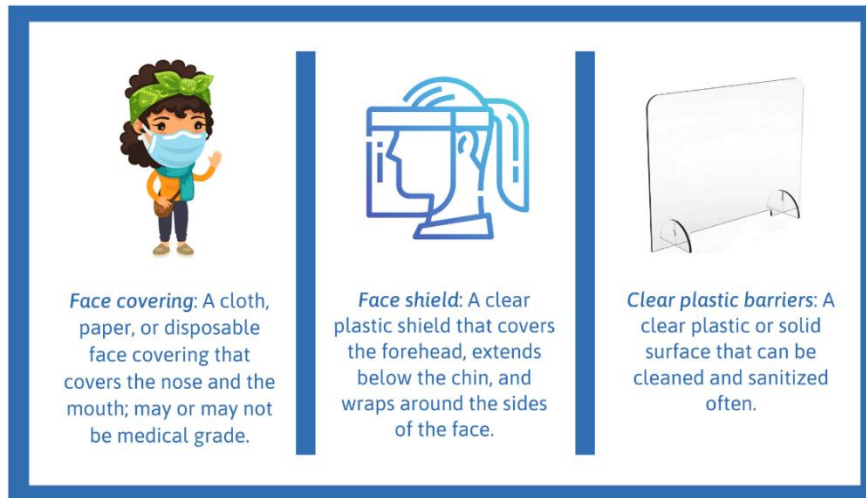 Face covering: A cloth,
paper, or disposable
face covering that
covers the nose and the
mouth; may or may not
be medical grade.
Face shield: A clear
plastic shield that covers
the forehead, extends
below the chin, and
wraps around the sides
of the face.
Clear plastic barriers: A
clear plastic or solid
surface that can be
cleaned and sanitized
often.